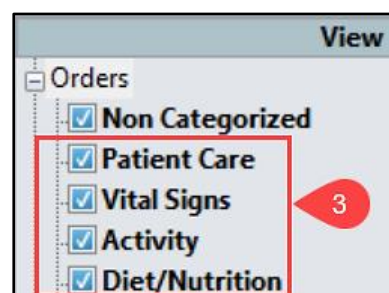 View
Orders
Non Categorized
Patient Care
Vital Signs
3
Activity
Diet/Nutrition